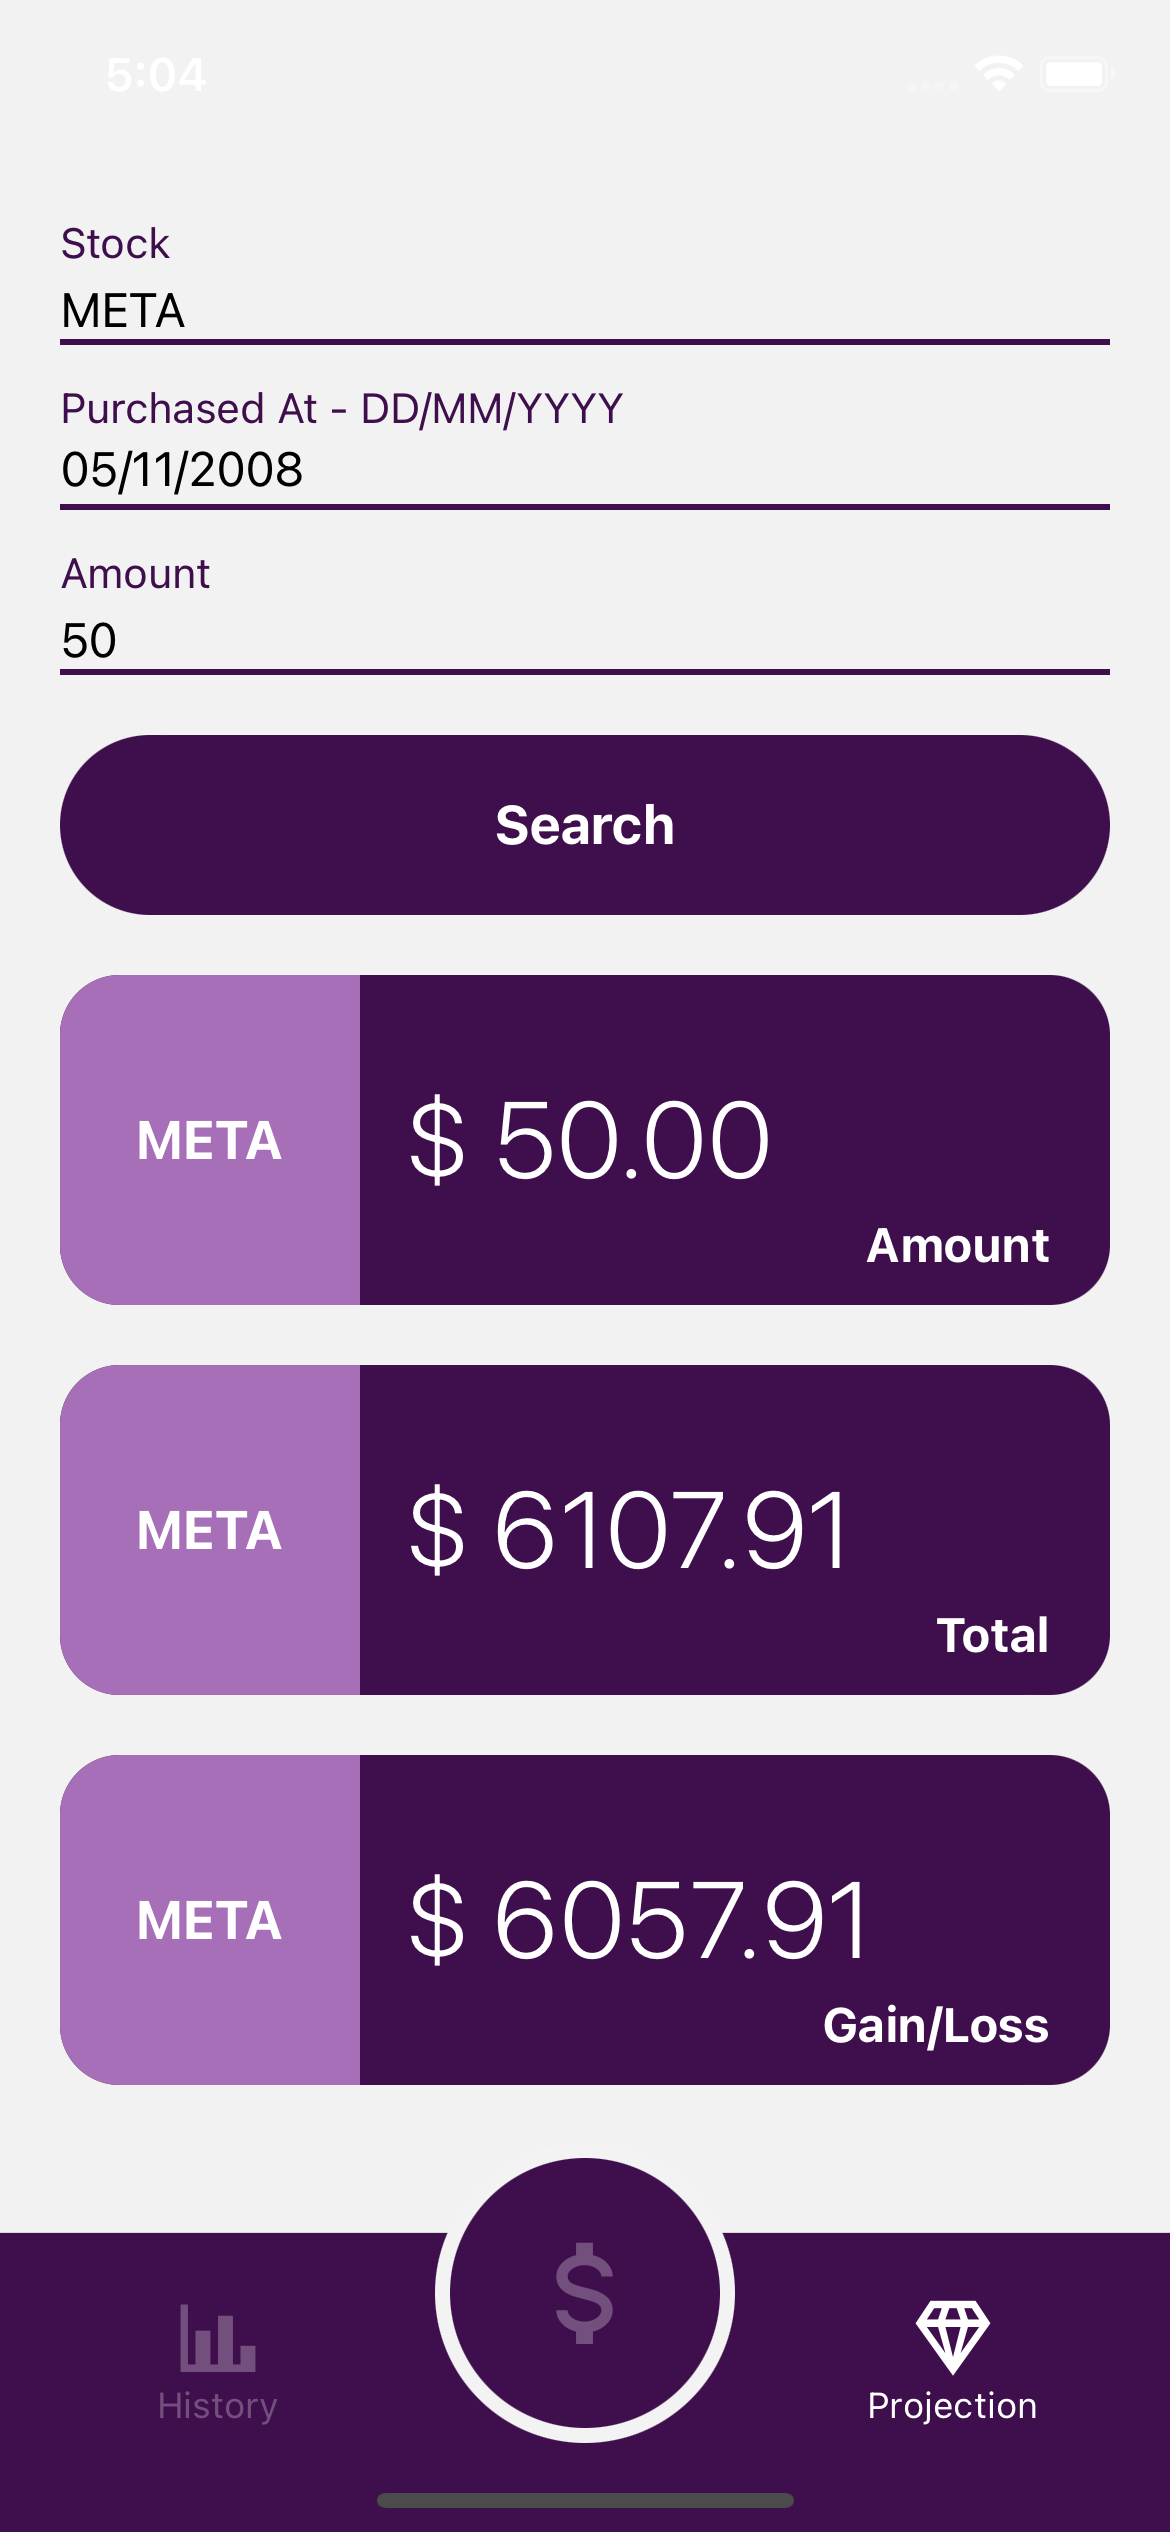 5:04
Stock
META
Purchased At - DD/MM/YYYY
05/11/2008
Amount
50
Search
META
$ 50.00
Amount
META
$ 6107.91
Total
META
$ 6057.91
Gain/Loss
$
History
Projection